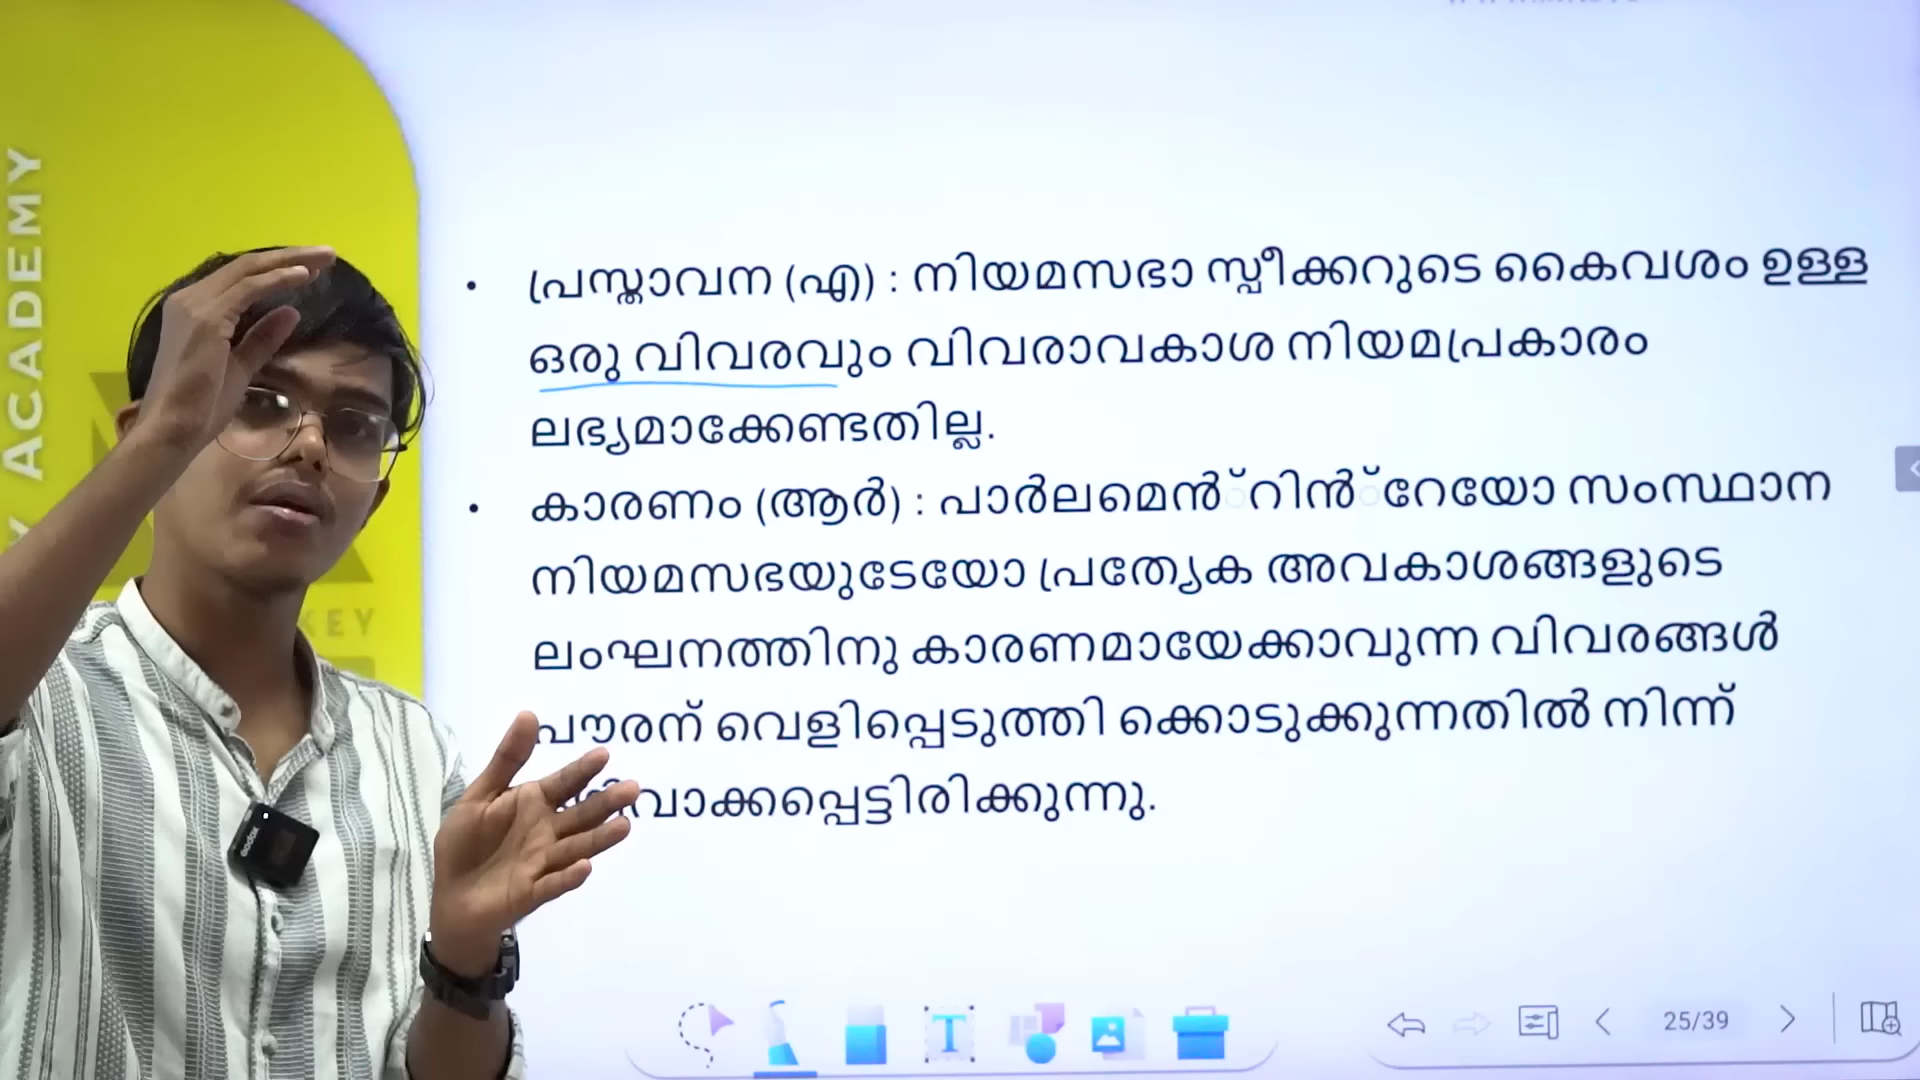 ACADEMY
KEY
• പ്രസ്താവന (എ) : നിയമസഭാ സ്പീക്കറുടെ കൈവശം ഉള്ള
ഒരു വിവരവും വിവരാവകാശ നിയമപ്രകാരം
ലഭ്യമാക്കേണ്ടതില്ല.
• കാരണം (ആർ) : പാർലമെൻ്റിൻ്റേയോ സംസ്ഥാന
നിയമസഭയുടേയോ പ്രത്യേക അവകാശങ്ങളുടെ
ലംഘനത്തിനു കാരണമായേക്കാവുന്ന വിവരങ്ങൾ
പൗരന് വെളിപ്പെടുത്തി ക്കൊടുക്കുന്നതിൽ നിന്ന്
godox
T
25/39